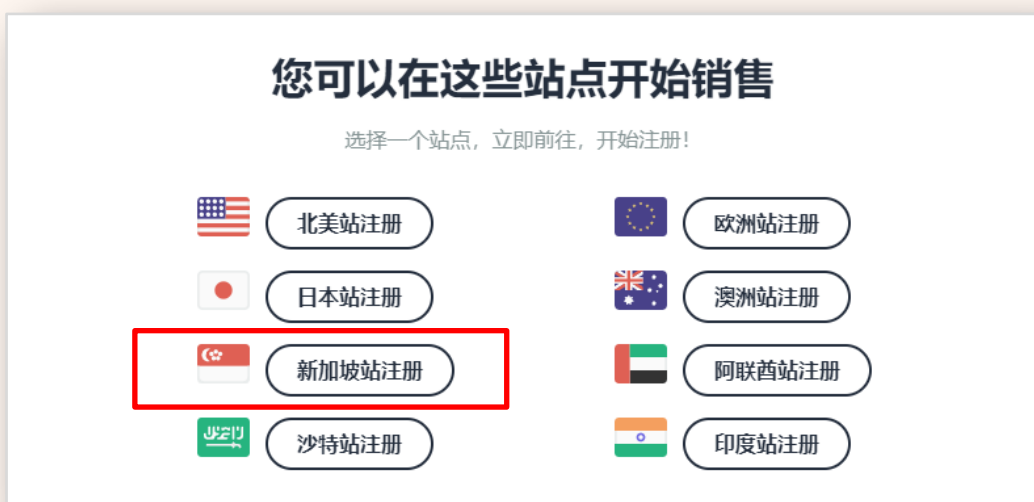 您可以在这些站点开始销售
选择一个站点，立即前往，开始注册！
北美站注册
欧洲站注册
日本站注册
澳洲站注册
新加坡站注册
阿联酋站注册
沙特站注册
印度站注册